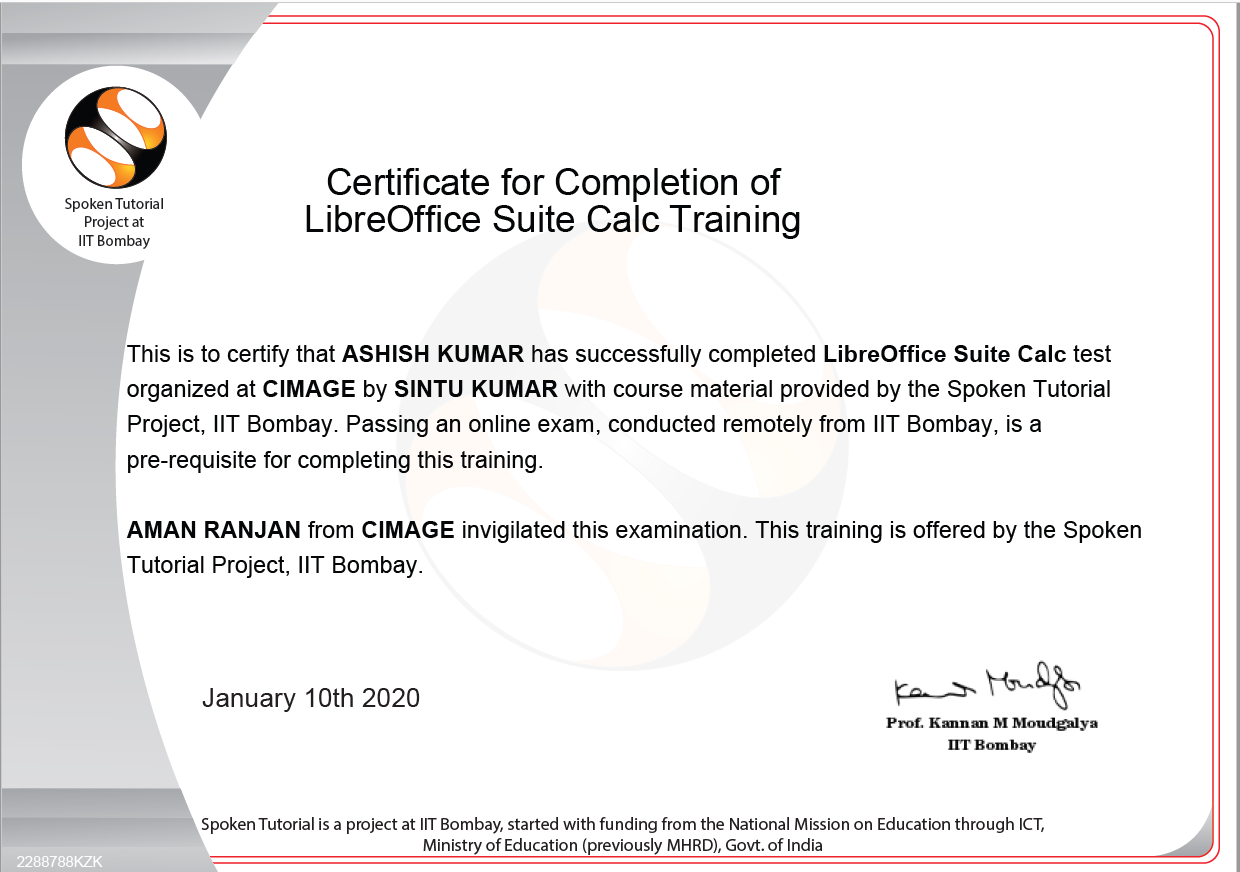 Spoken Tutorial
Project at
IIT Bombay
Certificate for Completion of
LibreOffice Suite Calc Training
This is to certify that ASHISH KUMAR has successfully completed LibreOffice Suite Calc test
organized at CIMAGE by SINTU KUMAR with course material provided by the Spoken Tutorial
Project, IIT Bombay. Passing an online exam, conducted remotely from IIT Bombay, is a
pre-requisite for completing this training.
AMAN RANJAN from CIMAGE invigilated this examination. This training is offered by the Spoken
Tutorial Project, IIT Bombay.
January 10th 2020
Prof. Kannan M Moudgalya
IIT Bombay
Spoken Tutorial is a project at IIT Bombay, started with funding from the National Mission on Education through ICT,
Ministry of Education (previously MHRD), Govt. of India
2288788KZK